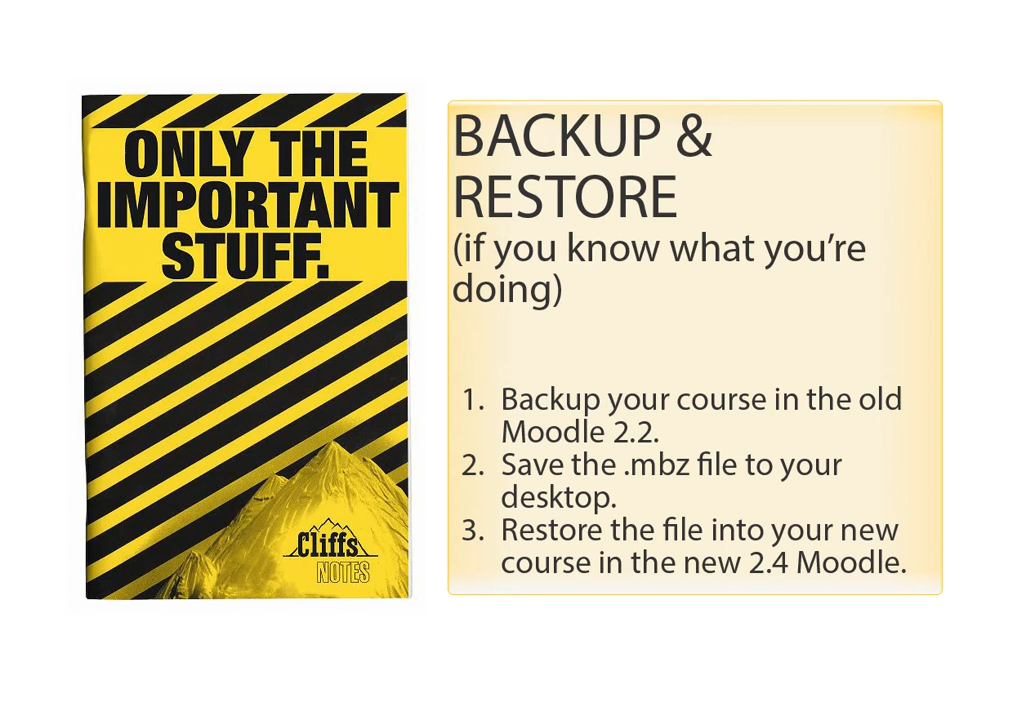 ONLY THE
IMPORTANT
STUFF.
Cliffs
NOTES
BACKUP &
RESTORE
(if you know what you’re
doing)
1. Backup your course in the old
Moodle 2.2.
2. Save the .mbz file to your
desktop.
3. Restore the file into your new
course in the new 2.4 Moodle.